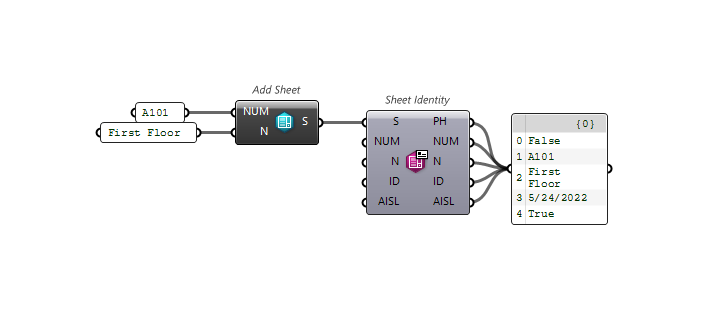 Add Sheet
Sheet Identity
A101
First Floor
NUM
N
S
S
NUM
N
ID
AISL
PH
NUM
N
ID
AISL
{0}
0 False
1 A101
2 First
Floor
3 5/24/2022
4 True